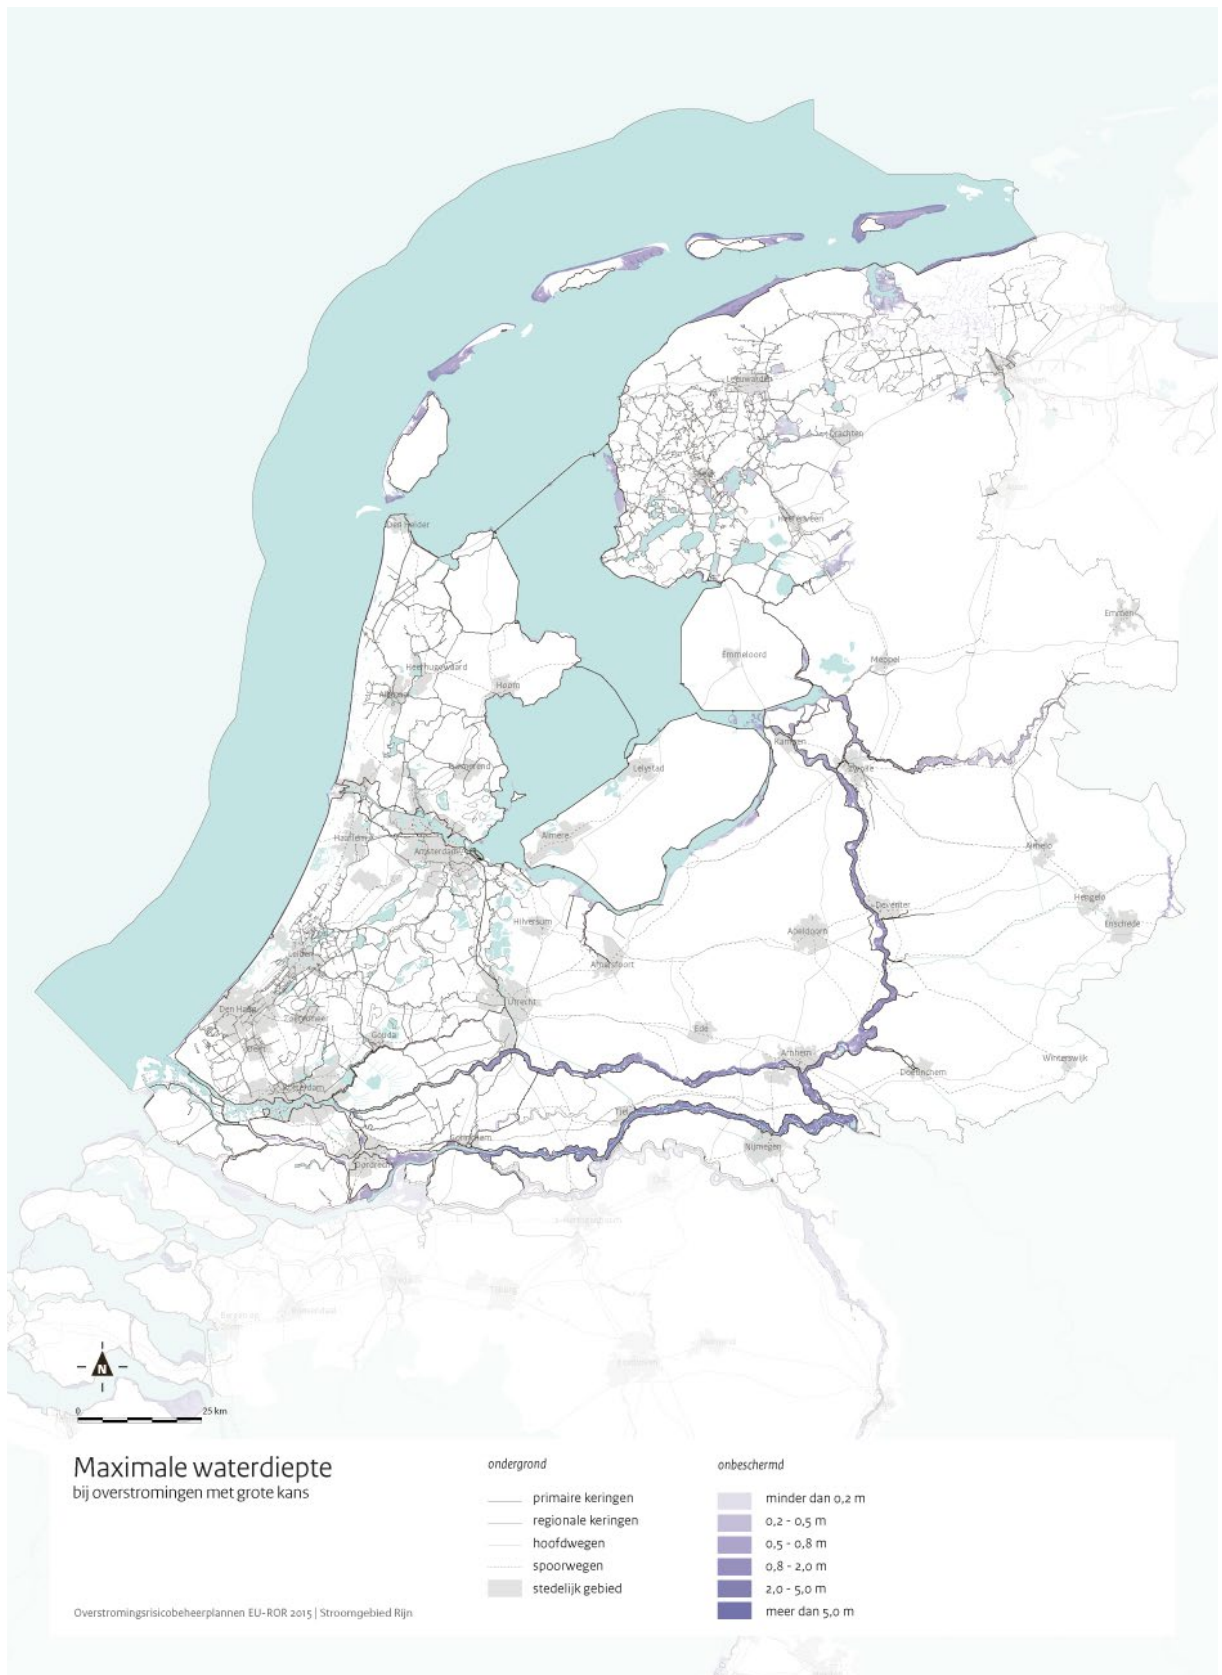 Leeuwarden
Drachten
Den Helder
Heerenveen
Emmen
Emmeloord
Meppel
Heerhugowaard
Hoorn
Alkmaar
Kampen
Purmerend
Lelystad
Zwolle
Haarlem
Almere
Amsterdam
Almelo
Hengelo
Deventer
Enschede
Hilversum
Apeldoorn
Leiden
Amersfoort
Utrecht
Den Haag
Zoetermeer
Gouda
Ede
Delft
Arnhem
Winterswijk
Doetinchem
Rotterdam
Tiel
Gorinchem
Nijmegen
Dordrecht
N
0 25 km
Maximale waterdiepte
bij overstromingen met grote kans
Overstromingsrisicobeheerplannen EU-ROR 2015 | Stroomgebied Rijn
ondergrond
primaire keringen
regionale keringen
hoofdwegen
spoorwegen
stedelijk gebied
onbeschermd
minder dan 0,2 m
0,2 - 0,5 m
0,5 - 0,8 m
0,8 - 2,0 m
2,0 - 5,0 m
meer dan 5,0 m